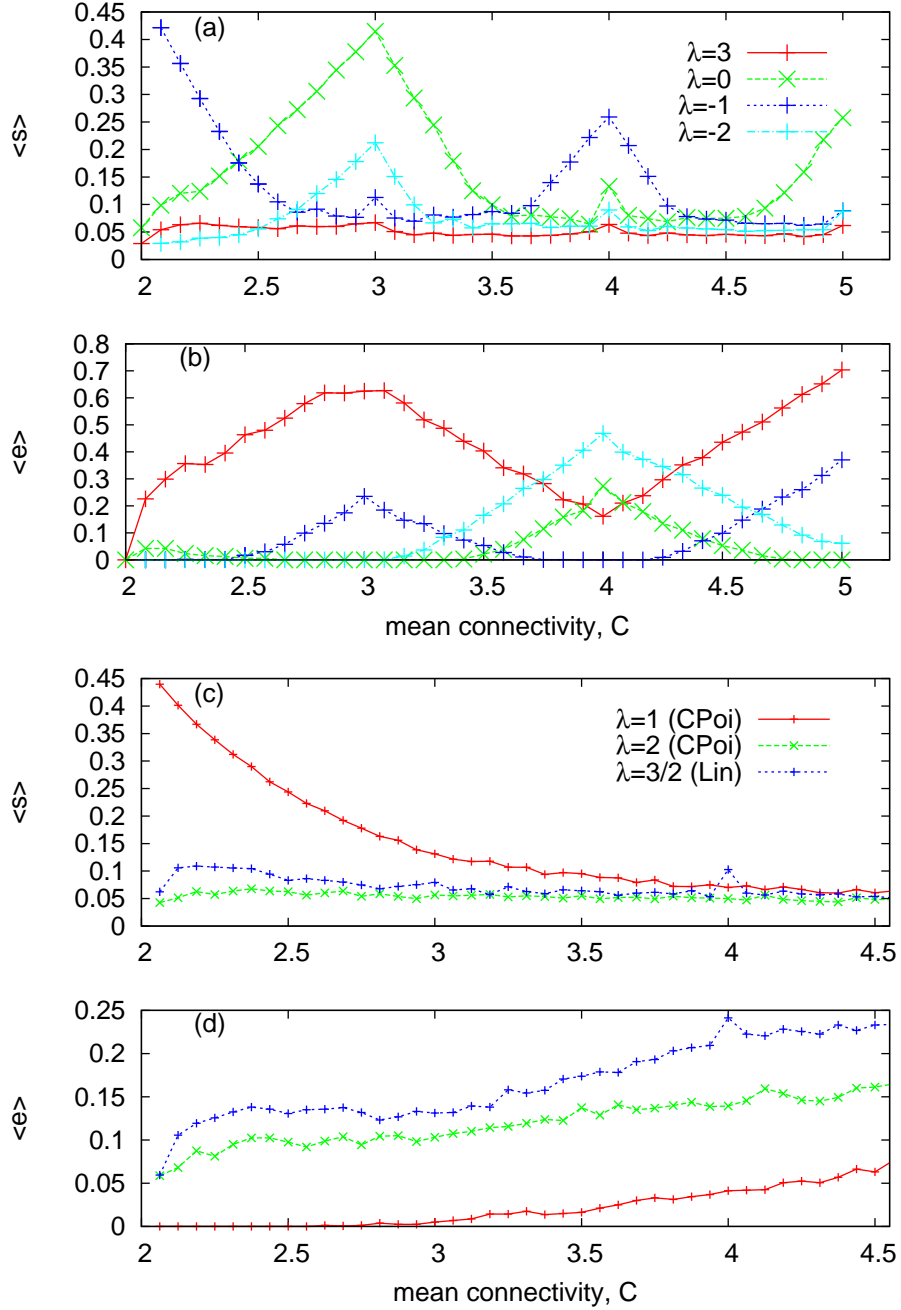 (a)
<s>
0.45
0.4
0.35
0.3
0.25
0.2
0.15
0.1
0.05
0
λ=3
λ=0
λ=-1
λ=-2
2 2.5 3 3.5 4 4.5 5
(b)
<e>
0.8
0.7
0.6
0.5
0.4
0.3
0.2
0.1
0
2 2.5 3 3.5 4 4.5 5
mean connectivity, C
(c)
<s>
0.45
0.4
0.35
0.3
0.25
0.2
0.15
0.1
0.05
0
λ=1 (CPoi)
λ=2 (CPoi)
λ=3/2 (Lin)
2 2.5 3 3.5 4 4.5
(d)
<e>
0.25
0.2
0.15
0.1
0.05
0
2 2.5 3 3.5 4 4.5
mean connectivity, C